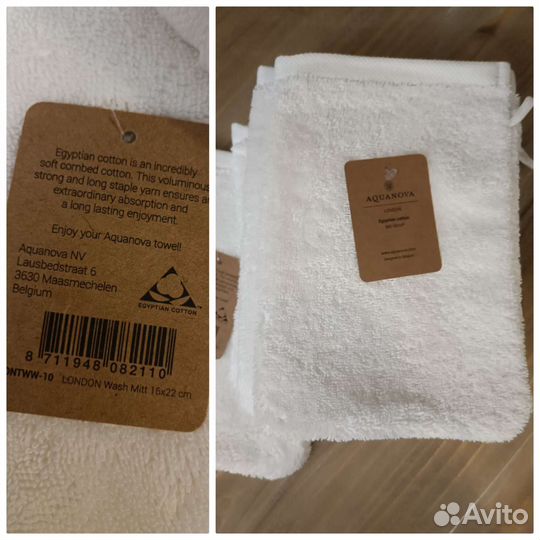 Egyptian cotton is an incredibly
soft combed cotton. This voluminous
strong and long staple yarn ensures
extraordinary absorption and
a long lasting enjoyment.
Enjoy your Aquanova towel!
Aquanova NV
Lausbedstraat 6
3630 Maasmechelen
Belgium
EGYPTIAN COTTON
8 711948 082110
ONTWW-10 LONDON Wash Mitt 16x22 cm
AQUANOVA
LONDON
Egyptian cotton
Avito